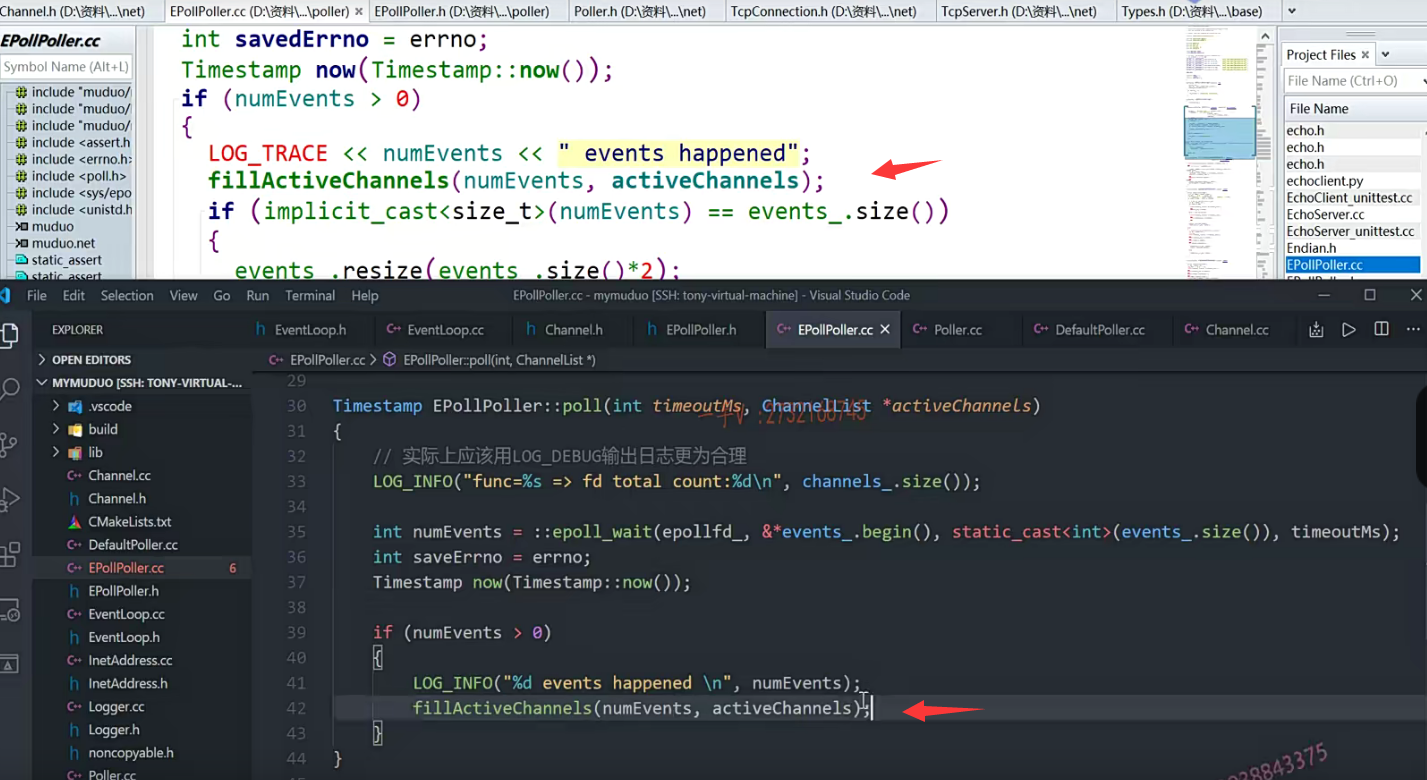 Channel.h (D:\资料\...\net) EPollPoller.cc (D:\资料\...\poller) × EPollPoller.h (D:\资料\...\poller) Poller.h (D:\资料\...\net) TcpConnection.h (D:\资料\...\net) TcpServer.h (D:\资料\...\net) Types.h (D:\资料\...\base)
EPollPoller.cc
Symbol Name (Alt+L)
include "muduo/
include "muduo/
include "muduo/
include <assert.h
include <errno.h>
include <poll.h>
include <sys/epo
include <unistd.h
muduo
muduo.net
static_assert
static_assert
int savedErrno = errno;
Timestamp now(Timestamp::now());
if (numEvents > 0)
{
LOG_TRACE << numEvents << " events happened";
fillActiveChannels(numEvents, activeChannels);
if (implicit_cast<size_t>(numEvents) == events_.size())
{
events_.resize(events_.size()*2);
Project Files ×
File Name (Ctrl+O)
File Name
echo.h
echo.h
echo.h
echoclient.py
EchoClient_unittest.cc
EchoServer.cc
EchoServer_unittest.cc
Endian.h
EPollPoller.cc
File Edit Selection View Go Run Terminal Help
EPollPoller.cc - mymuduo [SSH: tony-virtual-machine] - Visual Studio Code
EXPLORER
OPEN EDITORS
MYMUDUO [SSH: TONY-VIRTUAL-...
.vscode
build
lib
Channel.cc
Channel.h
CMakeLists.txt
DefaultPoller.cc
EPollPoller.cc 6
EPollPoller.h
EventLoop.cc
EventLoop.h
InetAddress.cc
InetAddress.h
Logger.cc
Logger.h
noncopyable.h
Poller.cc
EventLoop.h EventLoop.cc Channel.h EPollPoller.h EPollPoller.cc × Poller.cc DefaultPoller.cc Channel.cc
EPollPoller.cc > EPollPoller::poll(int, ChannelList *)
29
30 Timestamp EPollPoller::poll(int timeoutMs, ChannelList *activeChannels)
31 {
32 // 实际上应该用LOG_DEBUG输出日志更为合理
33 LOG_INFO("func=%s => fd total count:%d\n", channels_.size());
34
35 int numEvents = ::epoll_wait(epollfd_, &*events_.begin(), static_cast<int>(events_.size()), timeoutMs);
36 int saveErrno = errno;
37 Timestamp now(Timestamp::now());
38
39 if (numEvents > 0)
40 {
41 LOG_INFO("%d events happened \n", numEvents);
42 fillActiveChannels(numEvents, activeChannels);
43 }
44 }